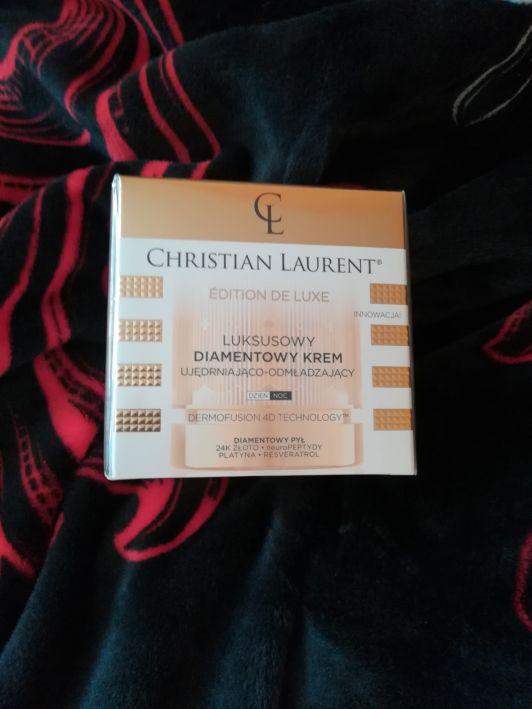 CL
CHRISTIAN LAURENT®
ÉDITION DE LUXE
INNOWACJA!
LUKSUSOWY
DIAMENTOWY KREM
UJĘDRNIAJĄCO-ODMŁADZAJĄCY
DZIEŃ NOC
DERMOFUSION 4D TECHNOLOGY™
DIAMENTOWY PYŁ
24K ZŁOTO • neuroPEPTYDY
PLATYNA • RESVERATROL